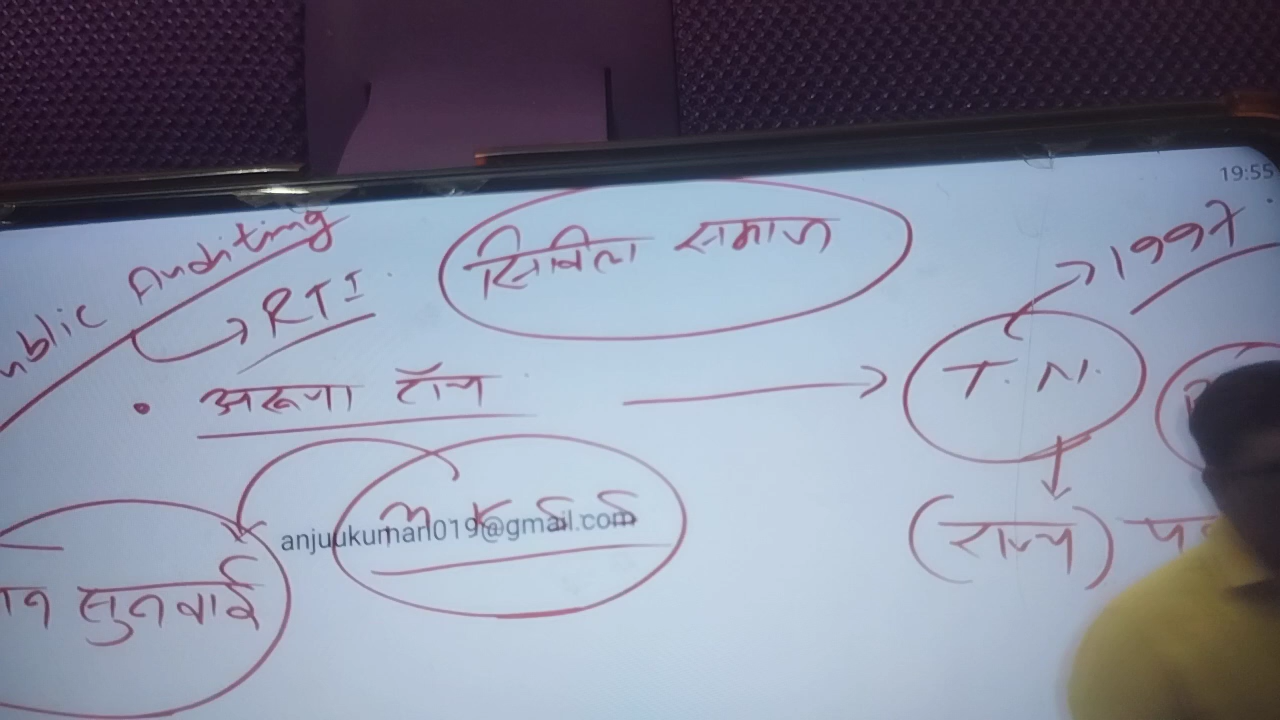 19:55
Public Auditing
→ RTI
सिविल समाज
1997
• अरूणा रॉय → T.N.
MKSS
anjuukumari019@gmail.com
(राज्य)
सुनवाई